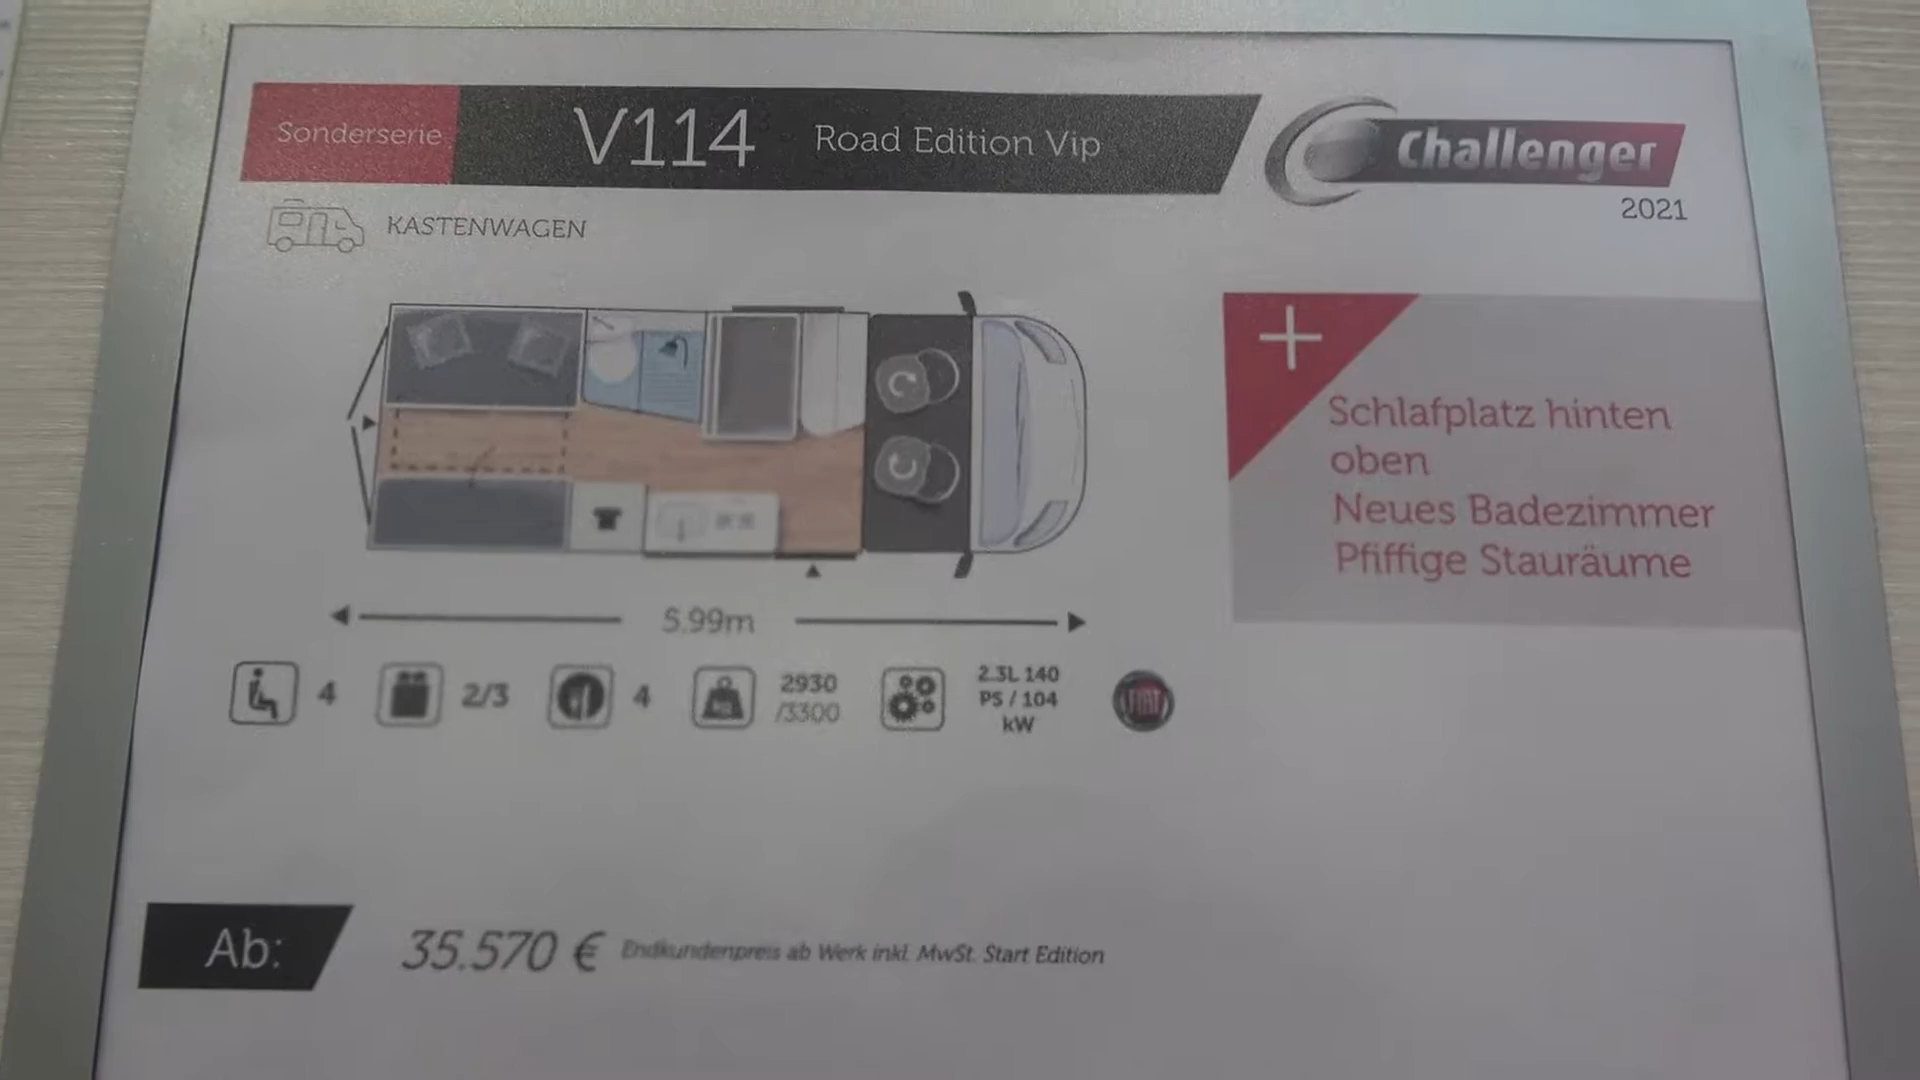 Sonderserie V114 Road Edition Vip Challenger
2021
KASTENWAGEN
Schlafplatz hinten
oben
Neues Badezimmer
Pfiffige Stauräume
5.99m
4 2/3 4 2930
/3300 2.3L 140
PS / 104
kW FIAT
Ab: 35.570 € Endkundenpreis ab Werk inkl. MwSt. Start Edition